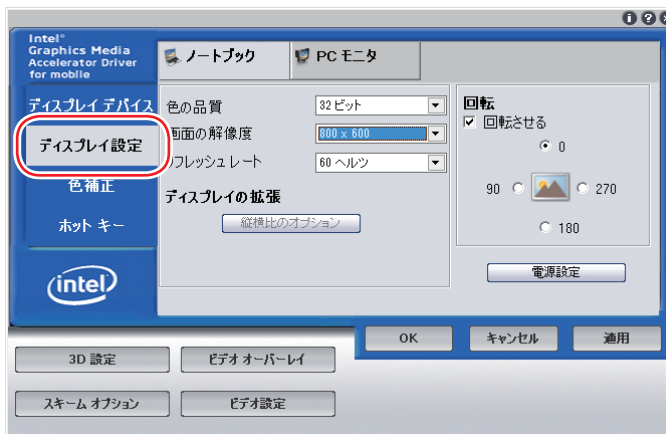 Intel®
Graphics Media
Accelerator Driver
for mobile
ノートブック
PC モニタ
ディスプレイ デバイス
ディスプレイ設定
色補正
ホット キー
intel
色の品質
32 ビット
画面の解像度
800 x 600
リフレッシュ レート
60 ヘルツ
ディスプレイの拡張
縦横比のオプション
回転
回転させる
0
90
270
180
電源設定
OK
キャンセル
適用
3D 設定
ビデオ オーバーレイ
スキーム オプション
ビデオ設定